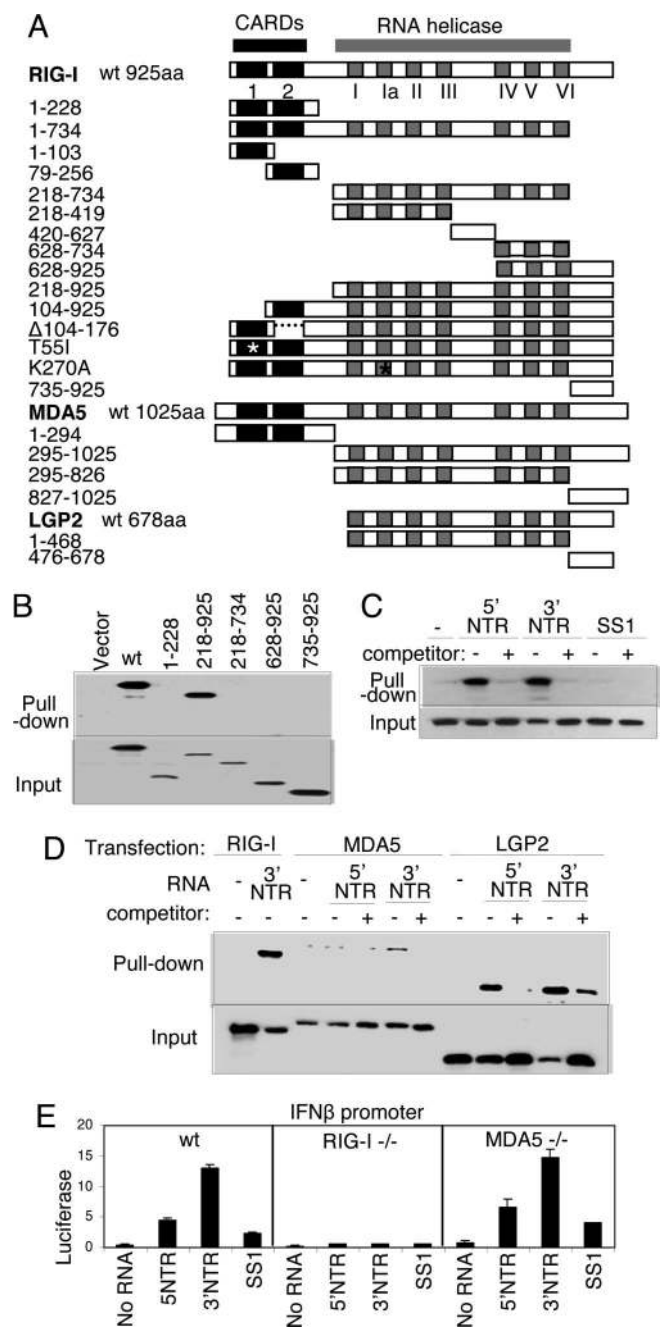 A
CARDs RNA helicase
RIG-I wt 925aa
1 2 I Ia II III IV V VI
1-228
1-734
1-103
79-256
218-734
218-419
420-627
628-734
628-925
218-925
104-925
Δ104-176
T55I *
K270A *
735-925
MDA5 wt 1025aa
1-294
295-1025
295-826
827-1025
LGP2 wt 678aa
1-468
476-678
B
Vector wt 1-228 218-925 218-734 628-925 735-925
Pull
-down
Input
C
5' 3'
- NTR NTR SS1
competitor: - + - + - +
Pull
-down
Input
D
Transfection: RIG-I MDA5 LGP2
3' 5' 3' 5' 3'
RNA - NTR - NTR NTR - NTR NTR
competitor: - - - - + - + - - + - +
Pull-down
Input
E
IFNβ promoter
wt RIG-I -/- MDA5 -/-
Luciferase
20
15
10
5
0
No RNA 5NTR 3'NTR SS1 No RNA 5'NTR 3'NTR SS1 No RNA 5'NTR 3'NTR SS1